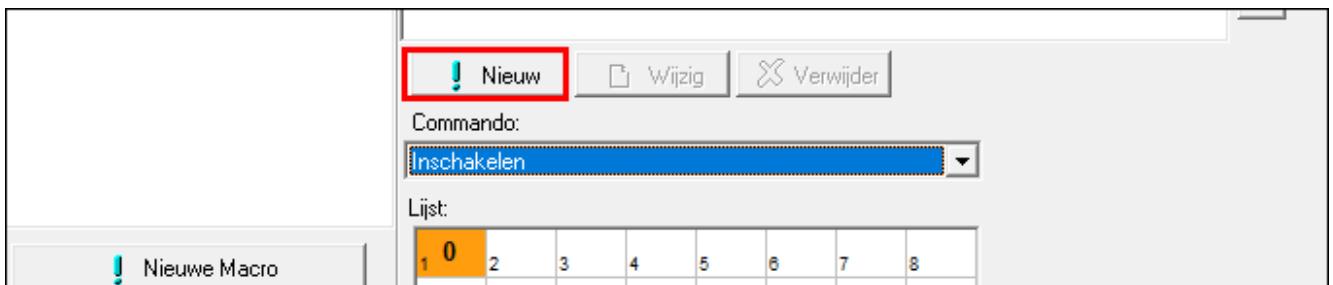 Nieuw Wijzig Verwijder
Commando:
Inschakelen
Lijst:
1 0 2 3 4 5 6 7 8
Nieuwe Macro